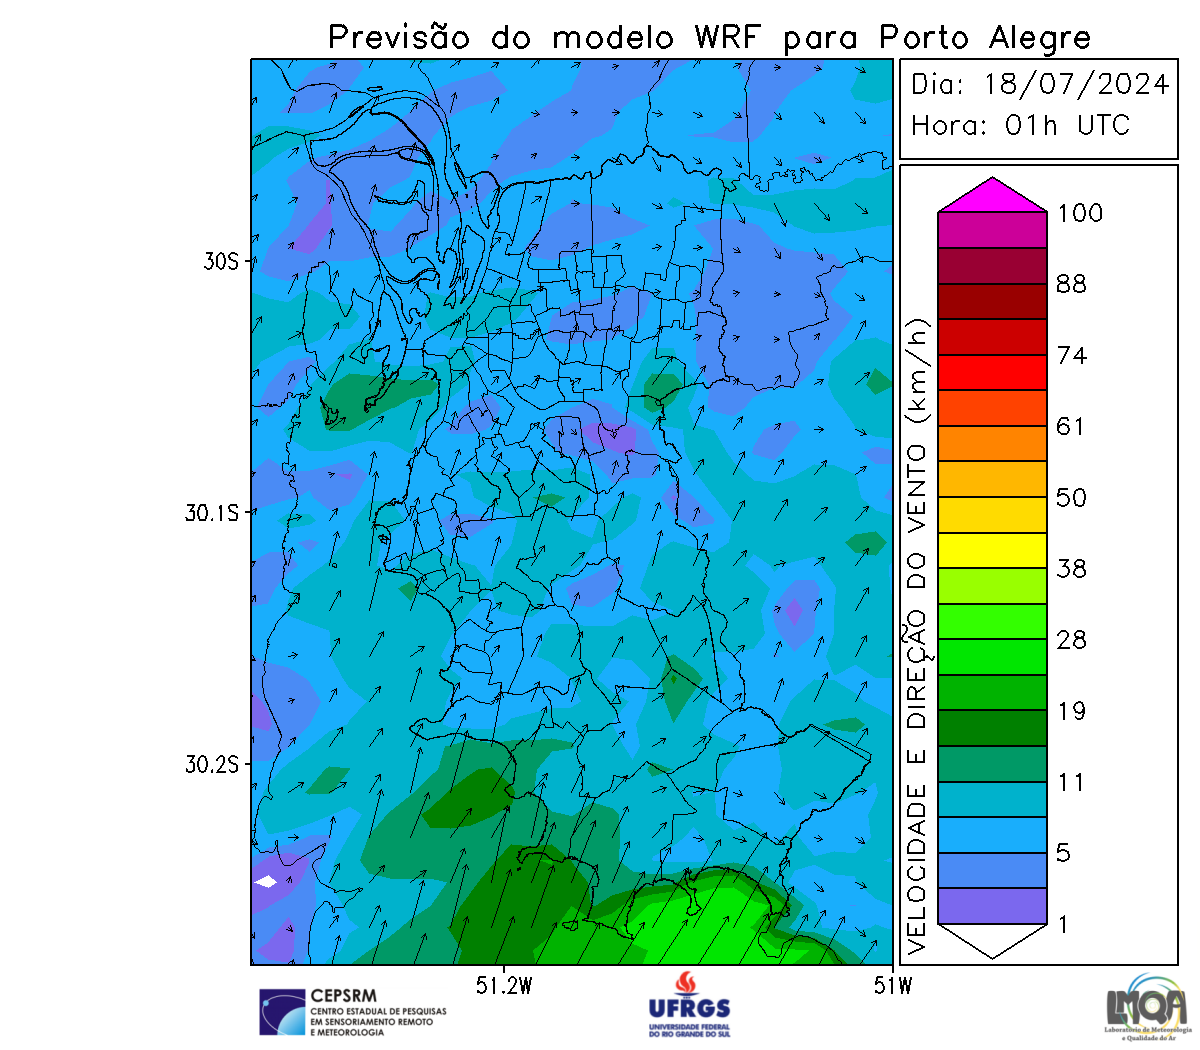 Previsão do modelo WRF para Porto Alegre
Dia: 18/07/2024
Hora: 01h UTC
100
88
74
61
50
38
28
19
11
5
1
VELOCIDADE E DIREÇÃO DO VENTO (km/h)
30S
30.1S
30.2S
51.2W
51W
CEPSRM
CENTRO ESTADUAL DE PESQUISAS
EM SENSORIAMENTO REMOTO
E METEOROLOGIA
UFRGS
UNIVERSIDADE FEDERAL
DO RIO GRANDE DO SUL
LMQA
Laboratório de Meteorologia
e Qualidade do Ar